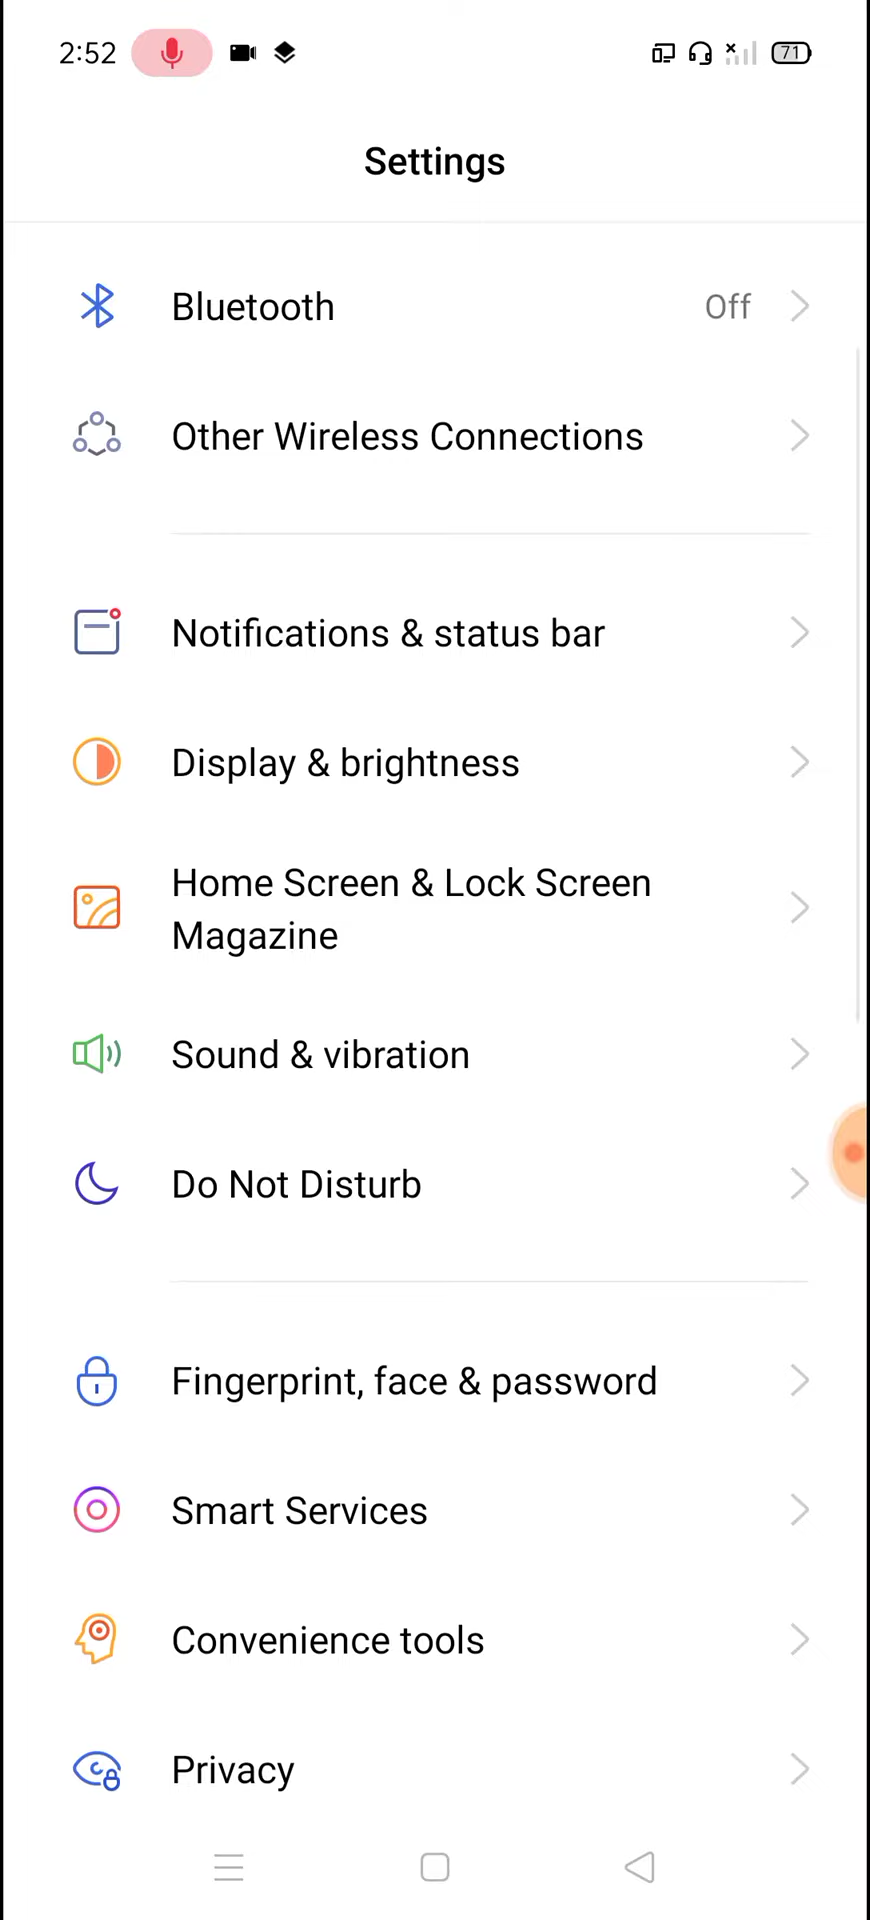 2:52
71
Settings
Bluetooth Off
Other Wireless Connections
Notifications & status bar
Display & brightness
Home Screen & Lock Screen
Magazine
Sound & vibration
Do Not Disturb
Fingerprint, face & password
Smart Services
Convenience tools
Privacy